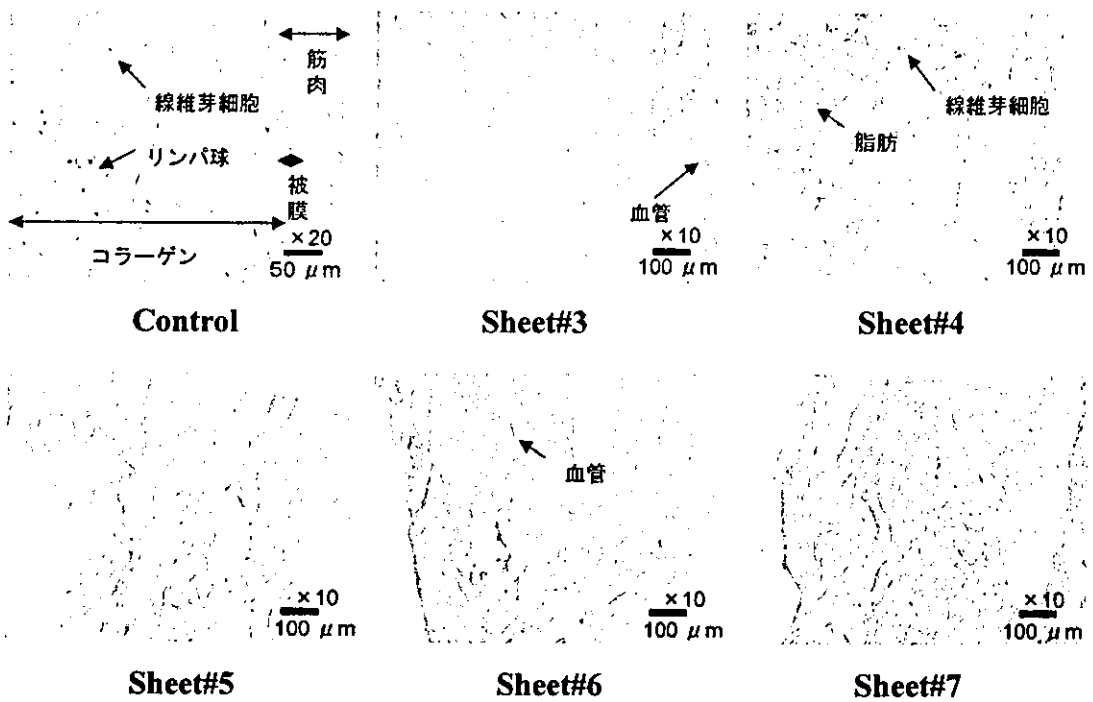 筋肉
線維芽細胞
リンパ球
被膜
コラーゲン
×20
50 μm
Control
血管
×10
100 μm
Sheet#3
線維芽細胞
脂肪
×10
100 μm
Sheet#4
×10
100 μm
Sheet#5
血管
×10
100 μm
Sheet#6
×10
100 μm
Sheet#7